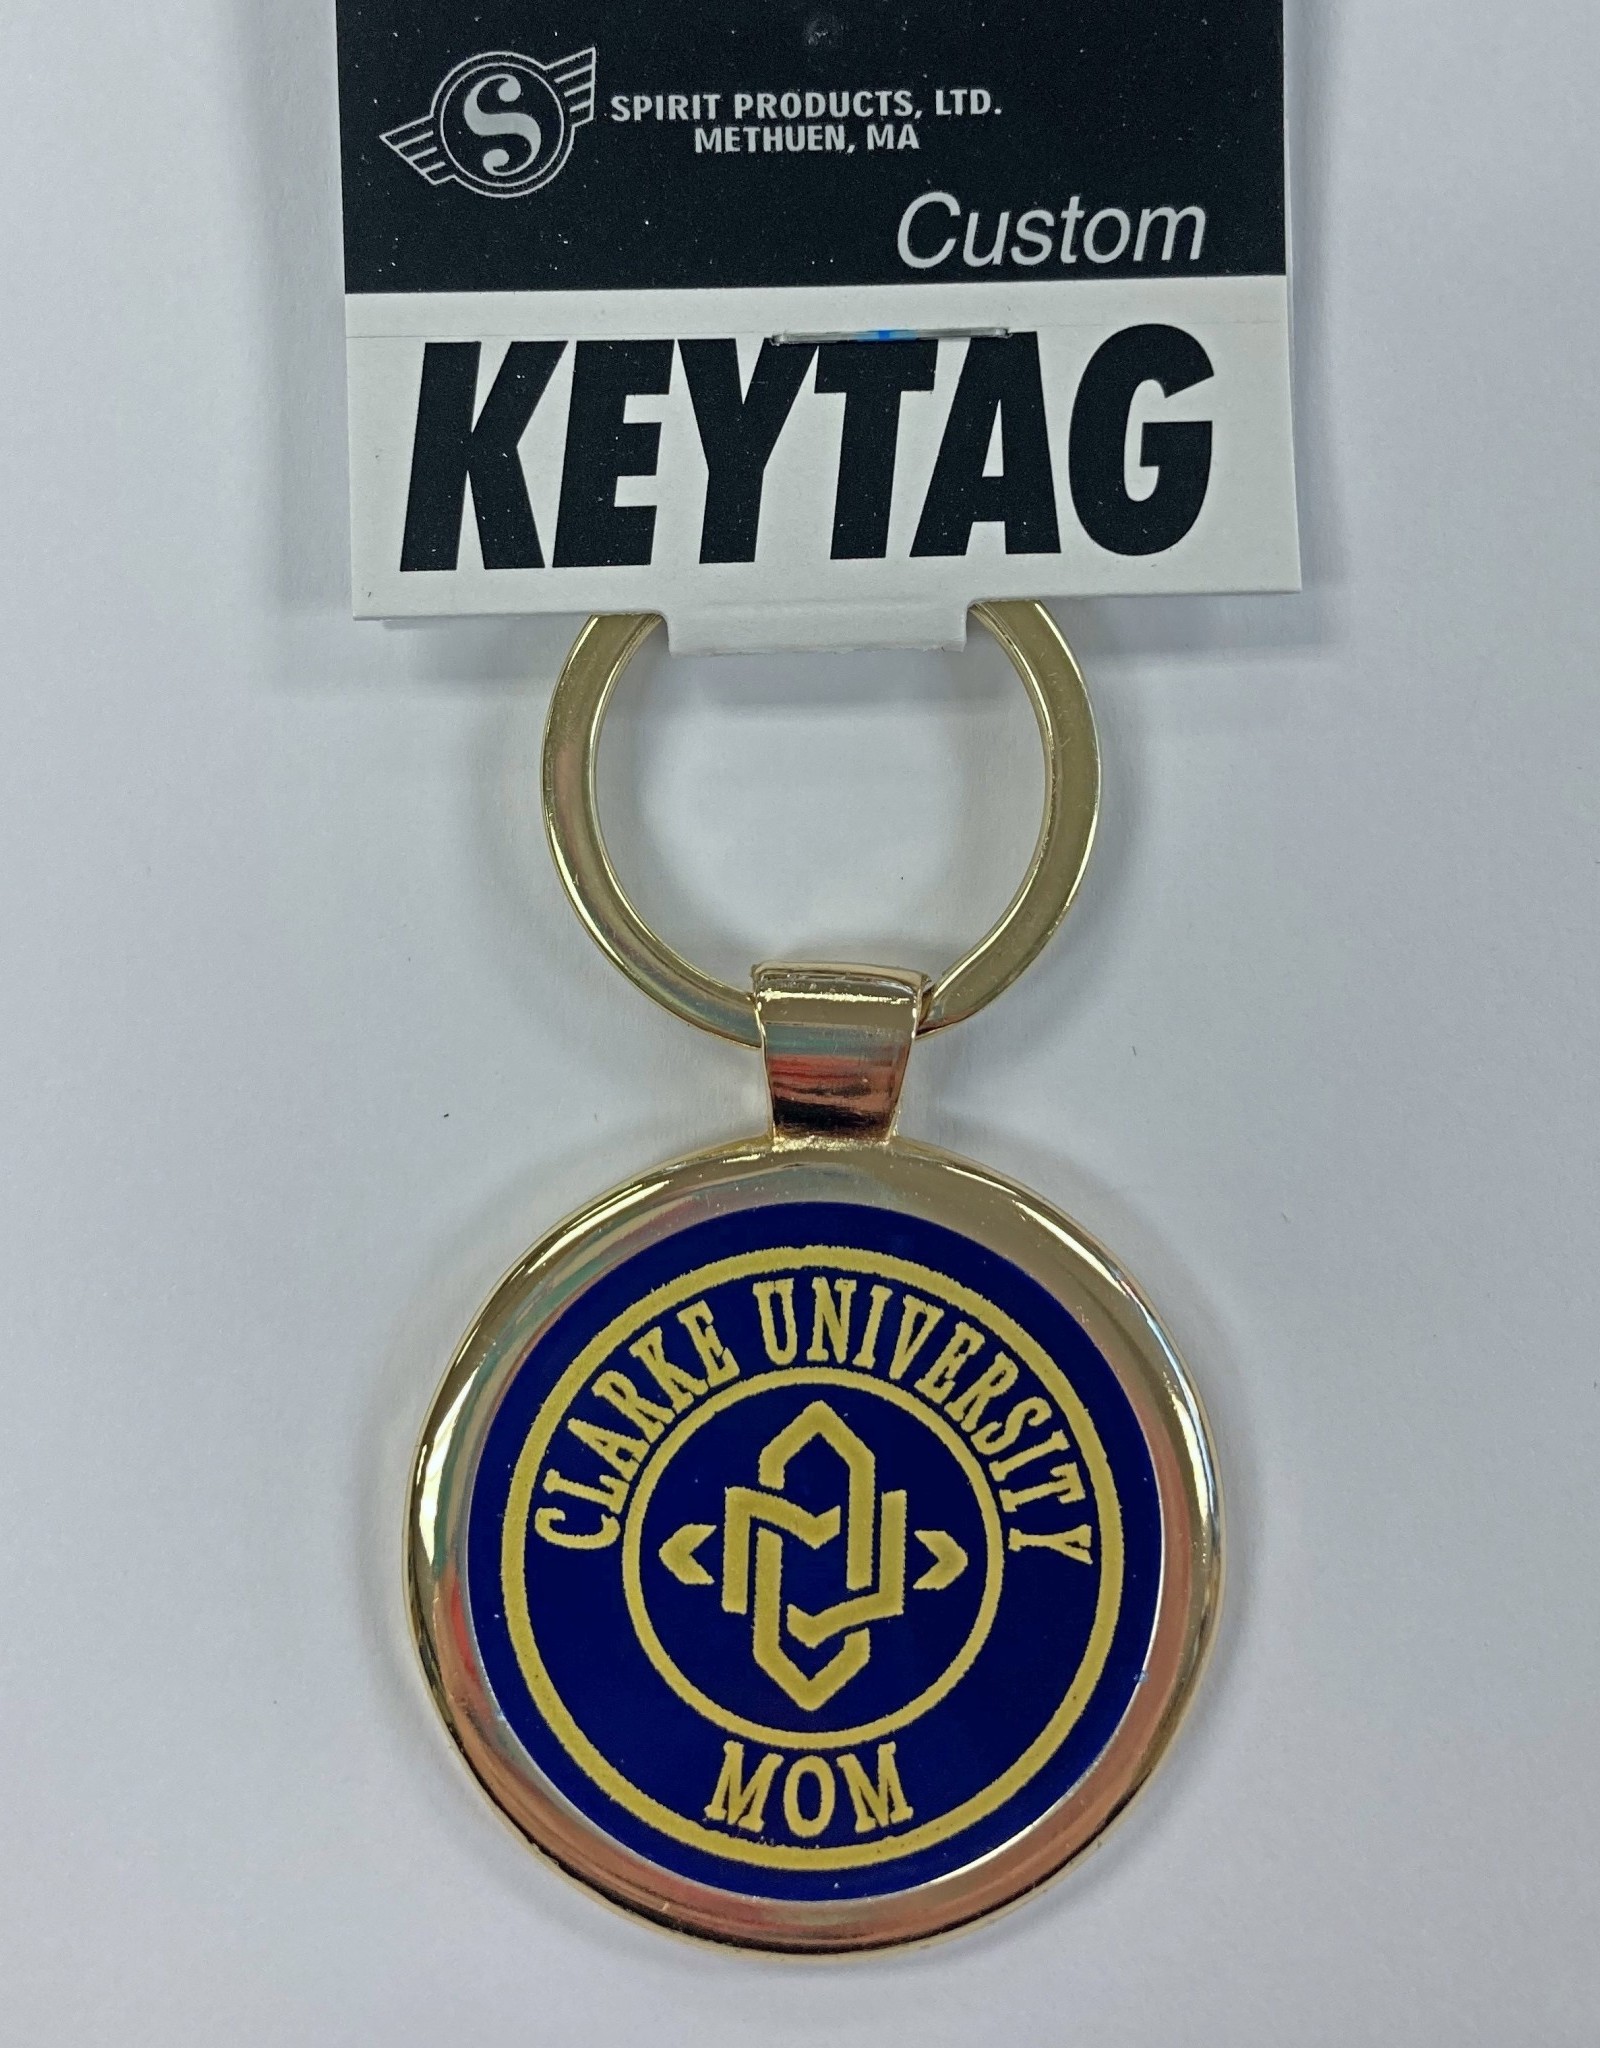 S
SPIRIT PRODUCTS, LTD.
METHUEN, MA
Custom
KEYTAG
CLARKE UNIVERSITY
MOM